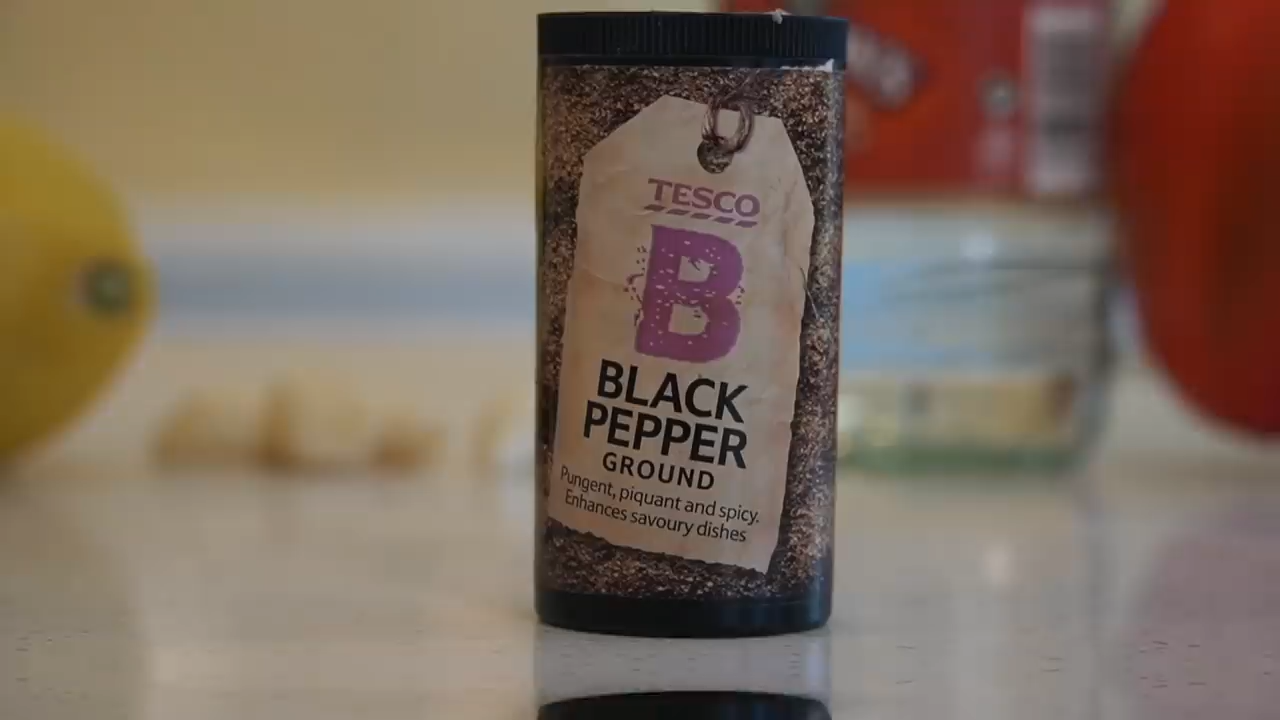 TESCO
B
BLACK
PEPPER
GROUND
Pungent, piquant and spicy.
Enhances savoury dishes